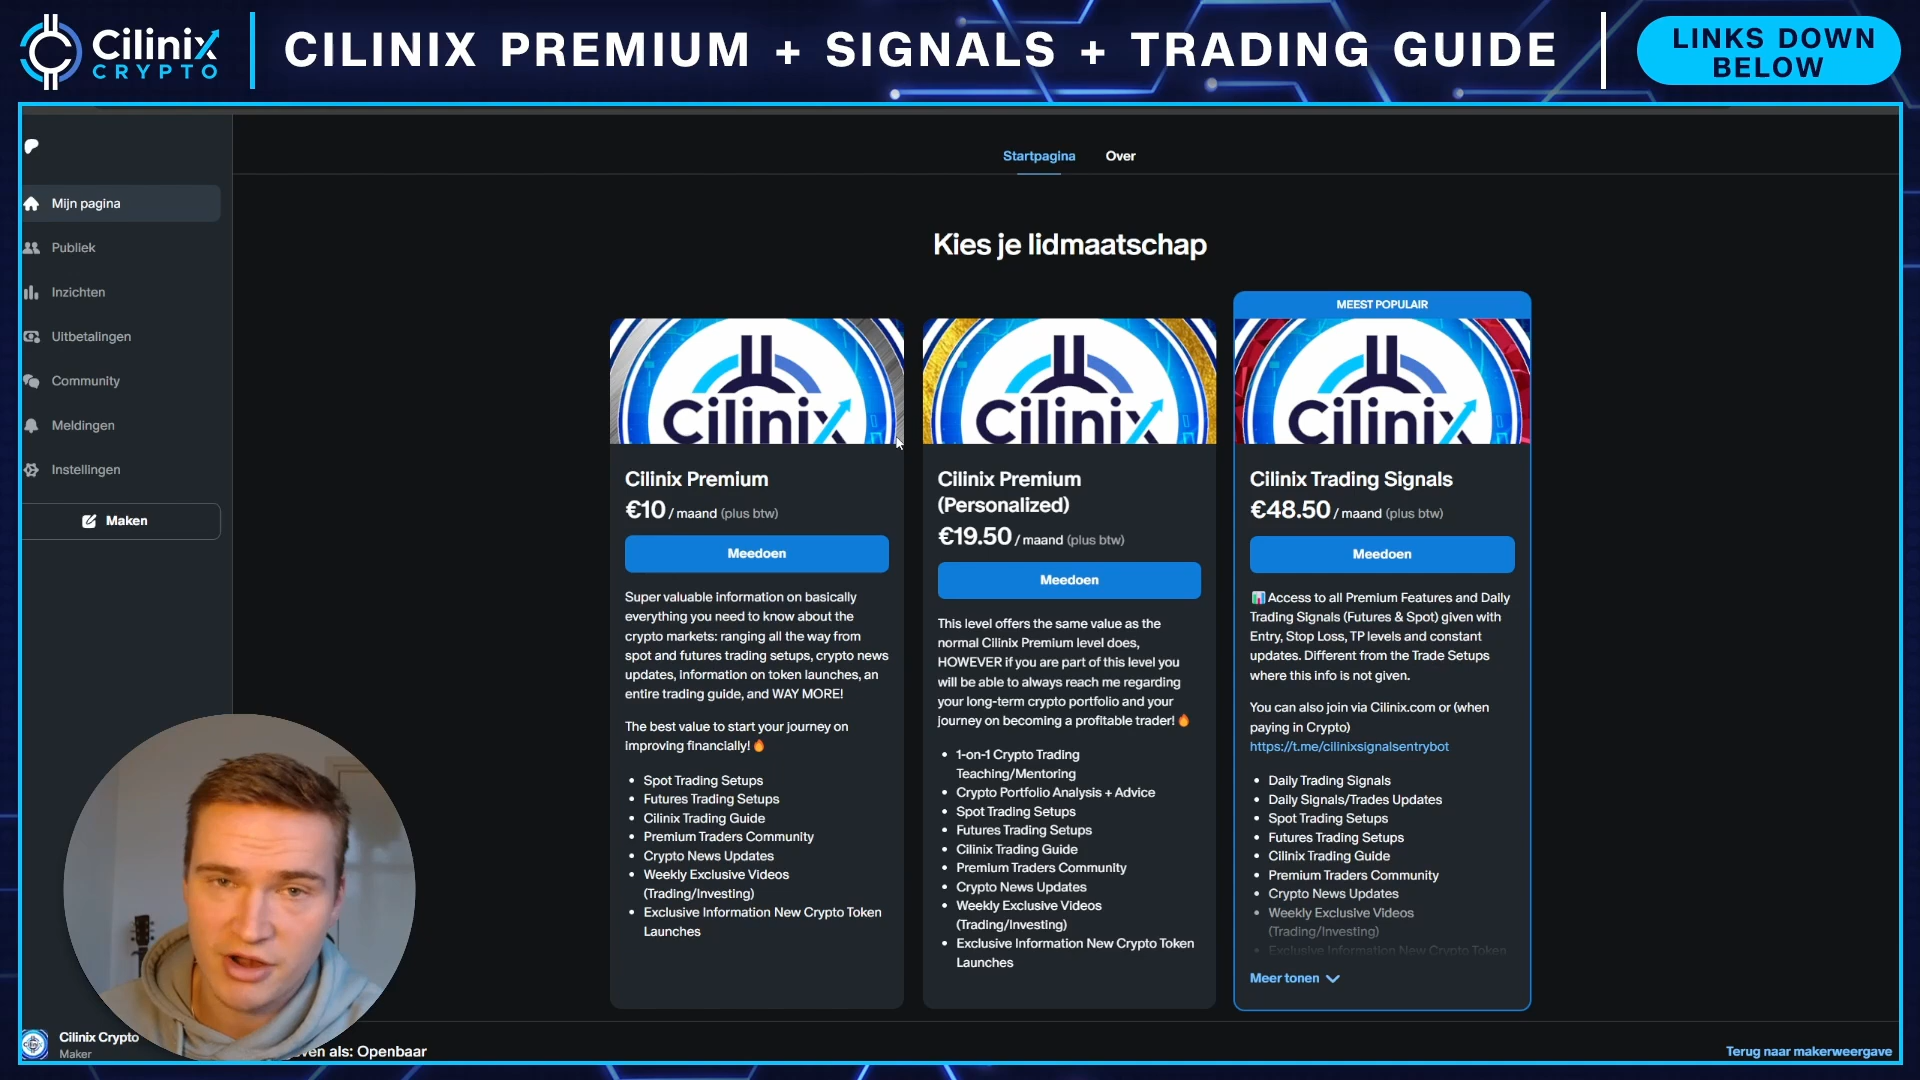 Cilinix
CRYPTO
CILINIX PREMIUM + SIGNALS + TRADING GUIDE
LINKS DOWN
BELOW
Startpagina
Over
Mijn pagina
Publiek
Inzichten
Uitbetalingen
Community
Meldingen
Instellingen
Maken
Kies je lidmaatschap
Cilinix
Cilinix Premium
€10 / maand (plus btw)
Meedoen
Super valuable information on basically
everything you need to know about the
crypto markets: ranging all the way from
spot and futures trading setups, crypto news
updates, information on token launches, an
entire trading guide, and WAY MORE!
The best value to start your journey on
improving financially!🔥
• Spot Trading Setups
• Futures Trading Setups
• Cilinix Trading Guide
• Premium Traders Community
• Crypto News Updates
• Weekly Exclusive Videos
(Trading/Investing)
• Exclusive Information New Crypto Token
Launches
Cilinix
Cilinix Premium
(Personalized)
€19.50 / maand (plus btw)
Meedoen
This level offers the same value as the
normal Cilinix Premium level does,
HOWEVER if you are part of this level you
will be able to always reach me regarding
your long-term crypto portfolio and your
journey on becoming a profitable trader!🔥
• 1-on-1 Crypto Trading
Teaching/Mentoring
• Crypto Portfolio Analysis + Advice
• Spot Trading Setups
• Futures Trading Setups
• Cilinix Trading Guide
• Premium Traders Community
• Crypto News Updates
• Weekly Exclusive Videos
(Trading/Investing)
• Exclusive Information New Crypto Token
Launches
MEEST POPULAIR
Cilinix
Cilinix Trading Signals
€48.50 / maand (plus btw)
Meedoen
📊Access to all Premium Features and Daily
Trading Signals (Futures & Spot) given with
Entry, Stop Loss, TP levels and constant
updates. Different from the Trade Setups
where this info is not given.
You can also join via Cilinix.com or (when
paying in Crypto)
https://t.me/cilinixsignalsentrybot
• Daily Trading Signals
• Daily Signals/Trades Updates
• Spot Trading Setups
• Futures Trading Setups
• Cilinix Trading Guide
• Premium Traders Community
• Crypto News Updates
• Weekly Exclusive Videos
(Trading/Investing)
• Exclusive Information New Crypto Token
Meer tonen
Cilinix Crypto
Maker
ven als: Openbaar
Terug naar makerweergave